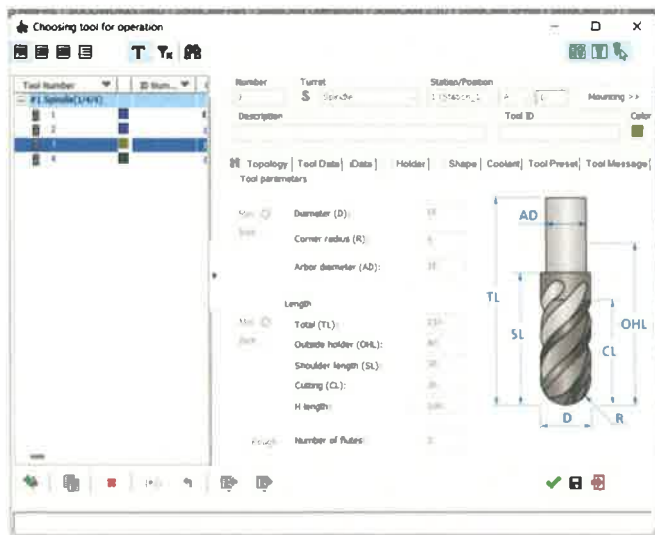 Choosing tool for operation
Tool Number ID Num...
#1 Spindle(1/4/5)
1
2
3
4
Number Turret Station/Position
S Spindle Mounting >>
Description Tool ID Color
Topology Tool Data iData Holder Shape Coolant Tool Preset Tool Message
Tool parameters
Diameter (D):
Corner radius (R):
Arbor diameter (AD):
Length
Total (TL):
Outside holder (OHL):
Shoulder length (SL):
Cutting (CL):
H length:
Rough Number of flutes:
AD
TL
SL
OHL
CL
D
R